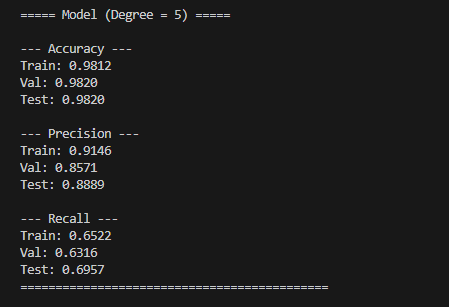 ===== Model (Degree = 5) =====
--- Accuracy ---
Train: 0.9812
Val: 0.9820
Test: 0.9820
--- Precision ---
Train: 0.9146
Val: 0.8571
Test: 0.8889
--- Recall ---
Train: 0.6522
Val: 0.6316
Test: 0.6957
============================================